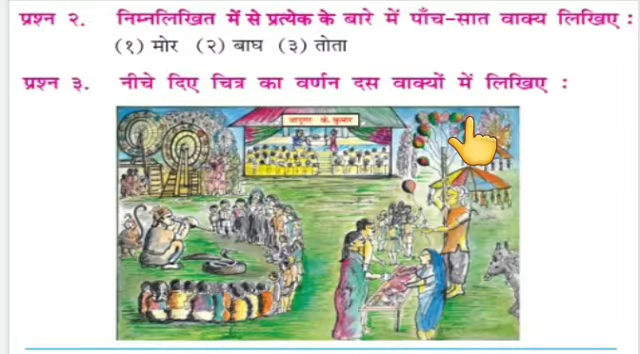 प्रश्न २. निम्नलिखित में से प्रत्येक के बारे में पाँच-सात वाक्य लिखिए :
(१) मोर (२) बाघ (३) तोता
प्रश्न ३. नीचे दिए चित्र का वर्णन दस वाक्यों में लिखिए :
जादूगर के. कुमार